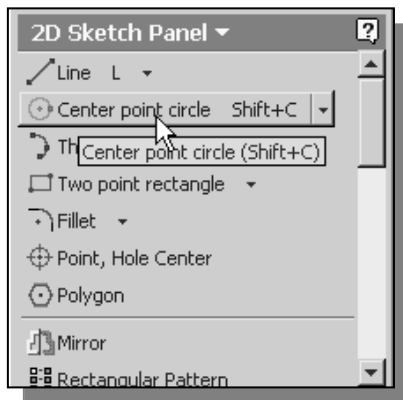 2D Sketch Panel
Line L
Center point circle Shift+C
Th
Center point circle (Shift+C)
Two point rectangle
Fillet
Point, Hole Center
Polygon
Mirror
Rectangular Pattern